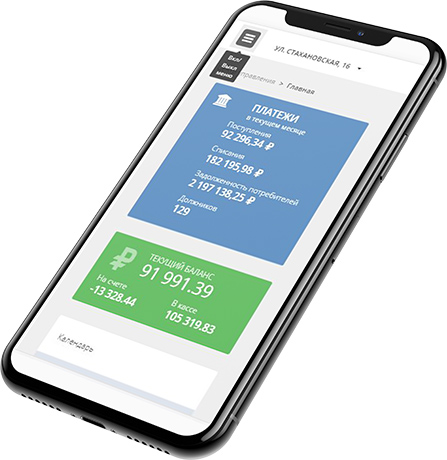 УЛ. СТАХАНОВСКАЯ, 16
Вкл/
Выкл
меню
правления > Главная
ПЛАТЕЖИ
в текущем месяце
Поступления
92 296,34 ₽
Списания
182 195,98 ₽
Задолженность потребителей
2 197 138,25 ₽
Должников
129
ТЕКУЩИЙ БАЛАНС
91 991.39
На счете
-13 328.44
В кассе
105 319.83
Календарь